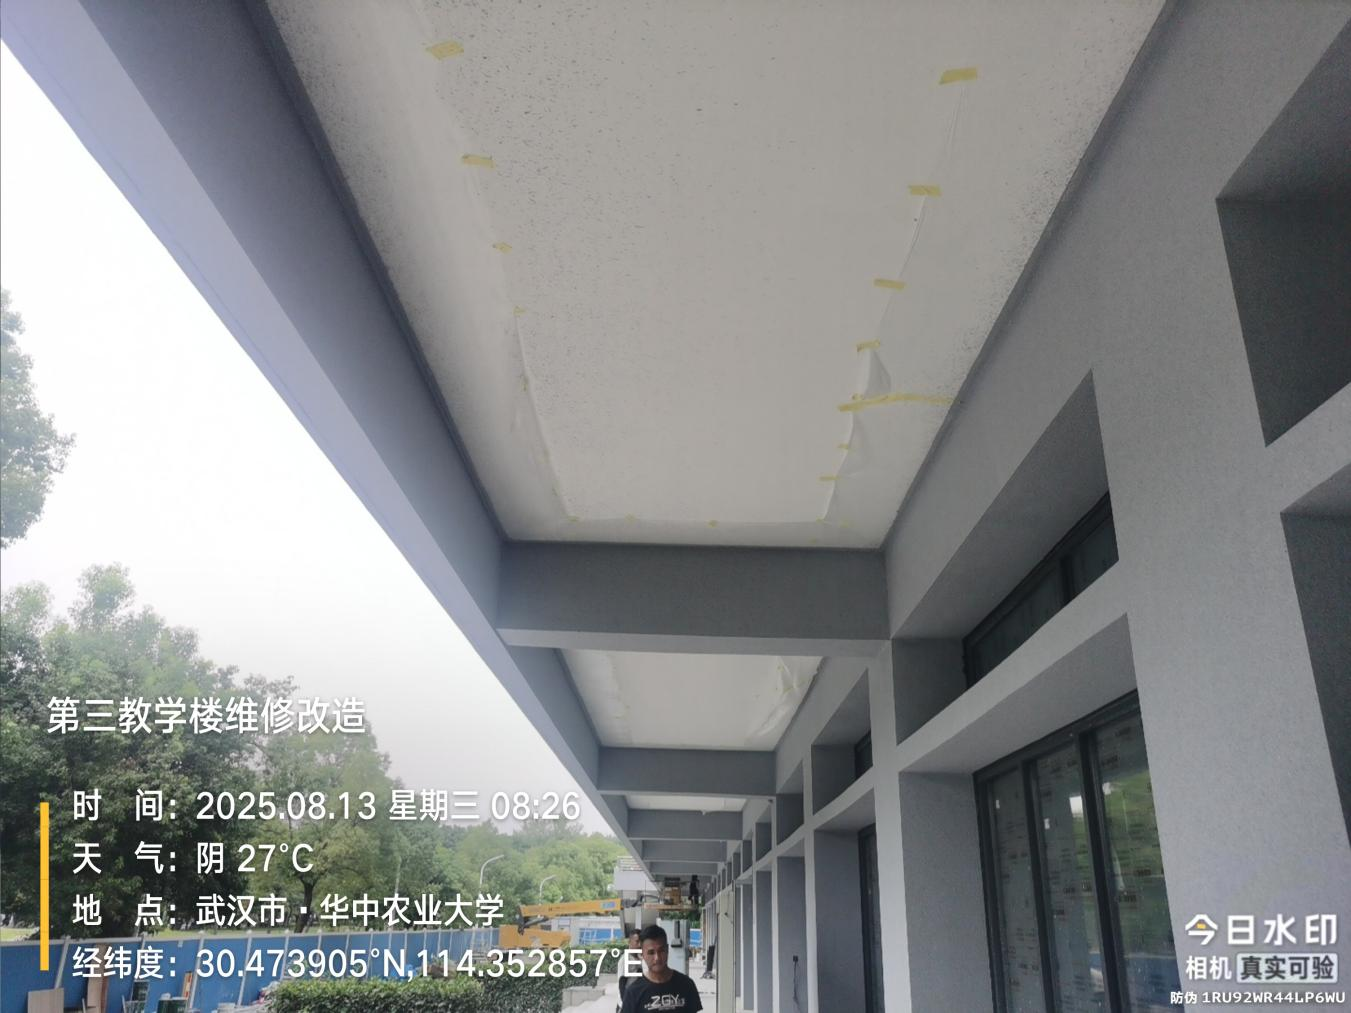 第三教学楼维修改造
时 间：2025.08.13 星期三 08:26
天 气：阴 27°C
地 点：武汉市·华中农业大学
经纬度：30.473905°N,114.352857°E
ZGY
今日水印
相机 真实可验
防伪 1RU92WR44LP6WU